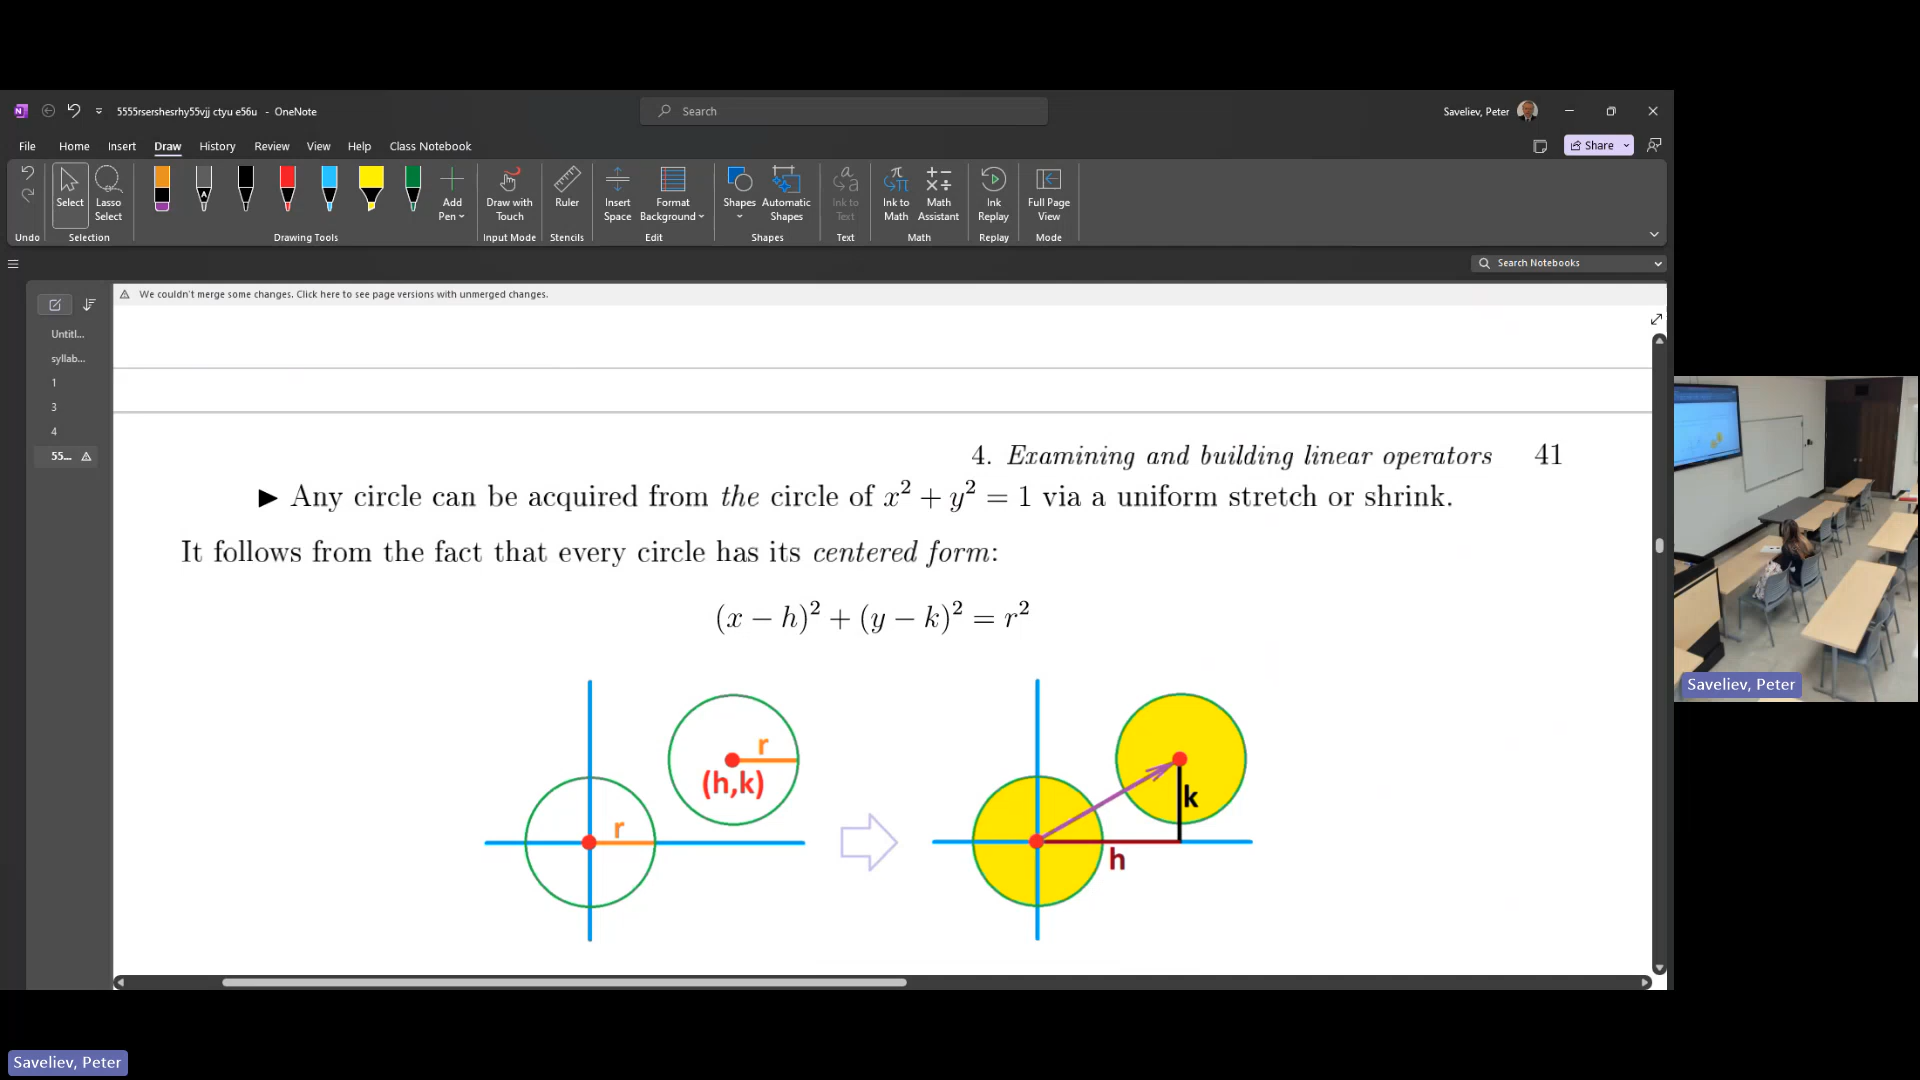 5555rsershesrhy55vjj ctyu e56u - OneNote
Search
Saveliev, Peter
File Home Insert Draw History Review View Help Class Notebook
Share
Select
Lasso Select
A
Add Pen
Draw with Touch
Ruler
Insert Space
Format Background
Shapes
Automatic Shapes
Ink to Text
Ink to Math
Math Assistant
Ink Replay
Full Page View
Undo Selection Drawing Tools Input Mode Stencils Edit Shapes Text Math Replay Mode
Search Notebooks
We couldn't merge some changes. Click here to see page versions with unmerged changes.
Untitl...
syllab...
1
3
4
55...
4. Examining and building linear operators 41
► Any circle can be acquired from the circle of x² + y² = 1 via a uniform stretch or shrink.
It follows from the fact that every circle has its centered form:
(x − h)² + (y − k)² = r²
r
(h,k)
r
k
h
Saveliev, Peter
Saveliev, Peter